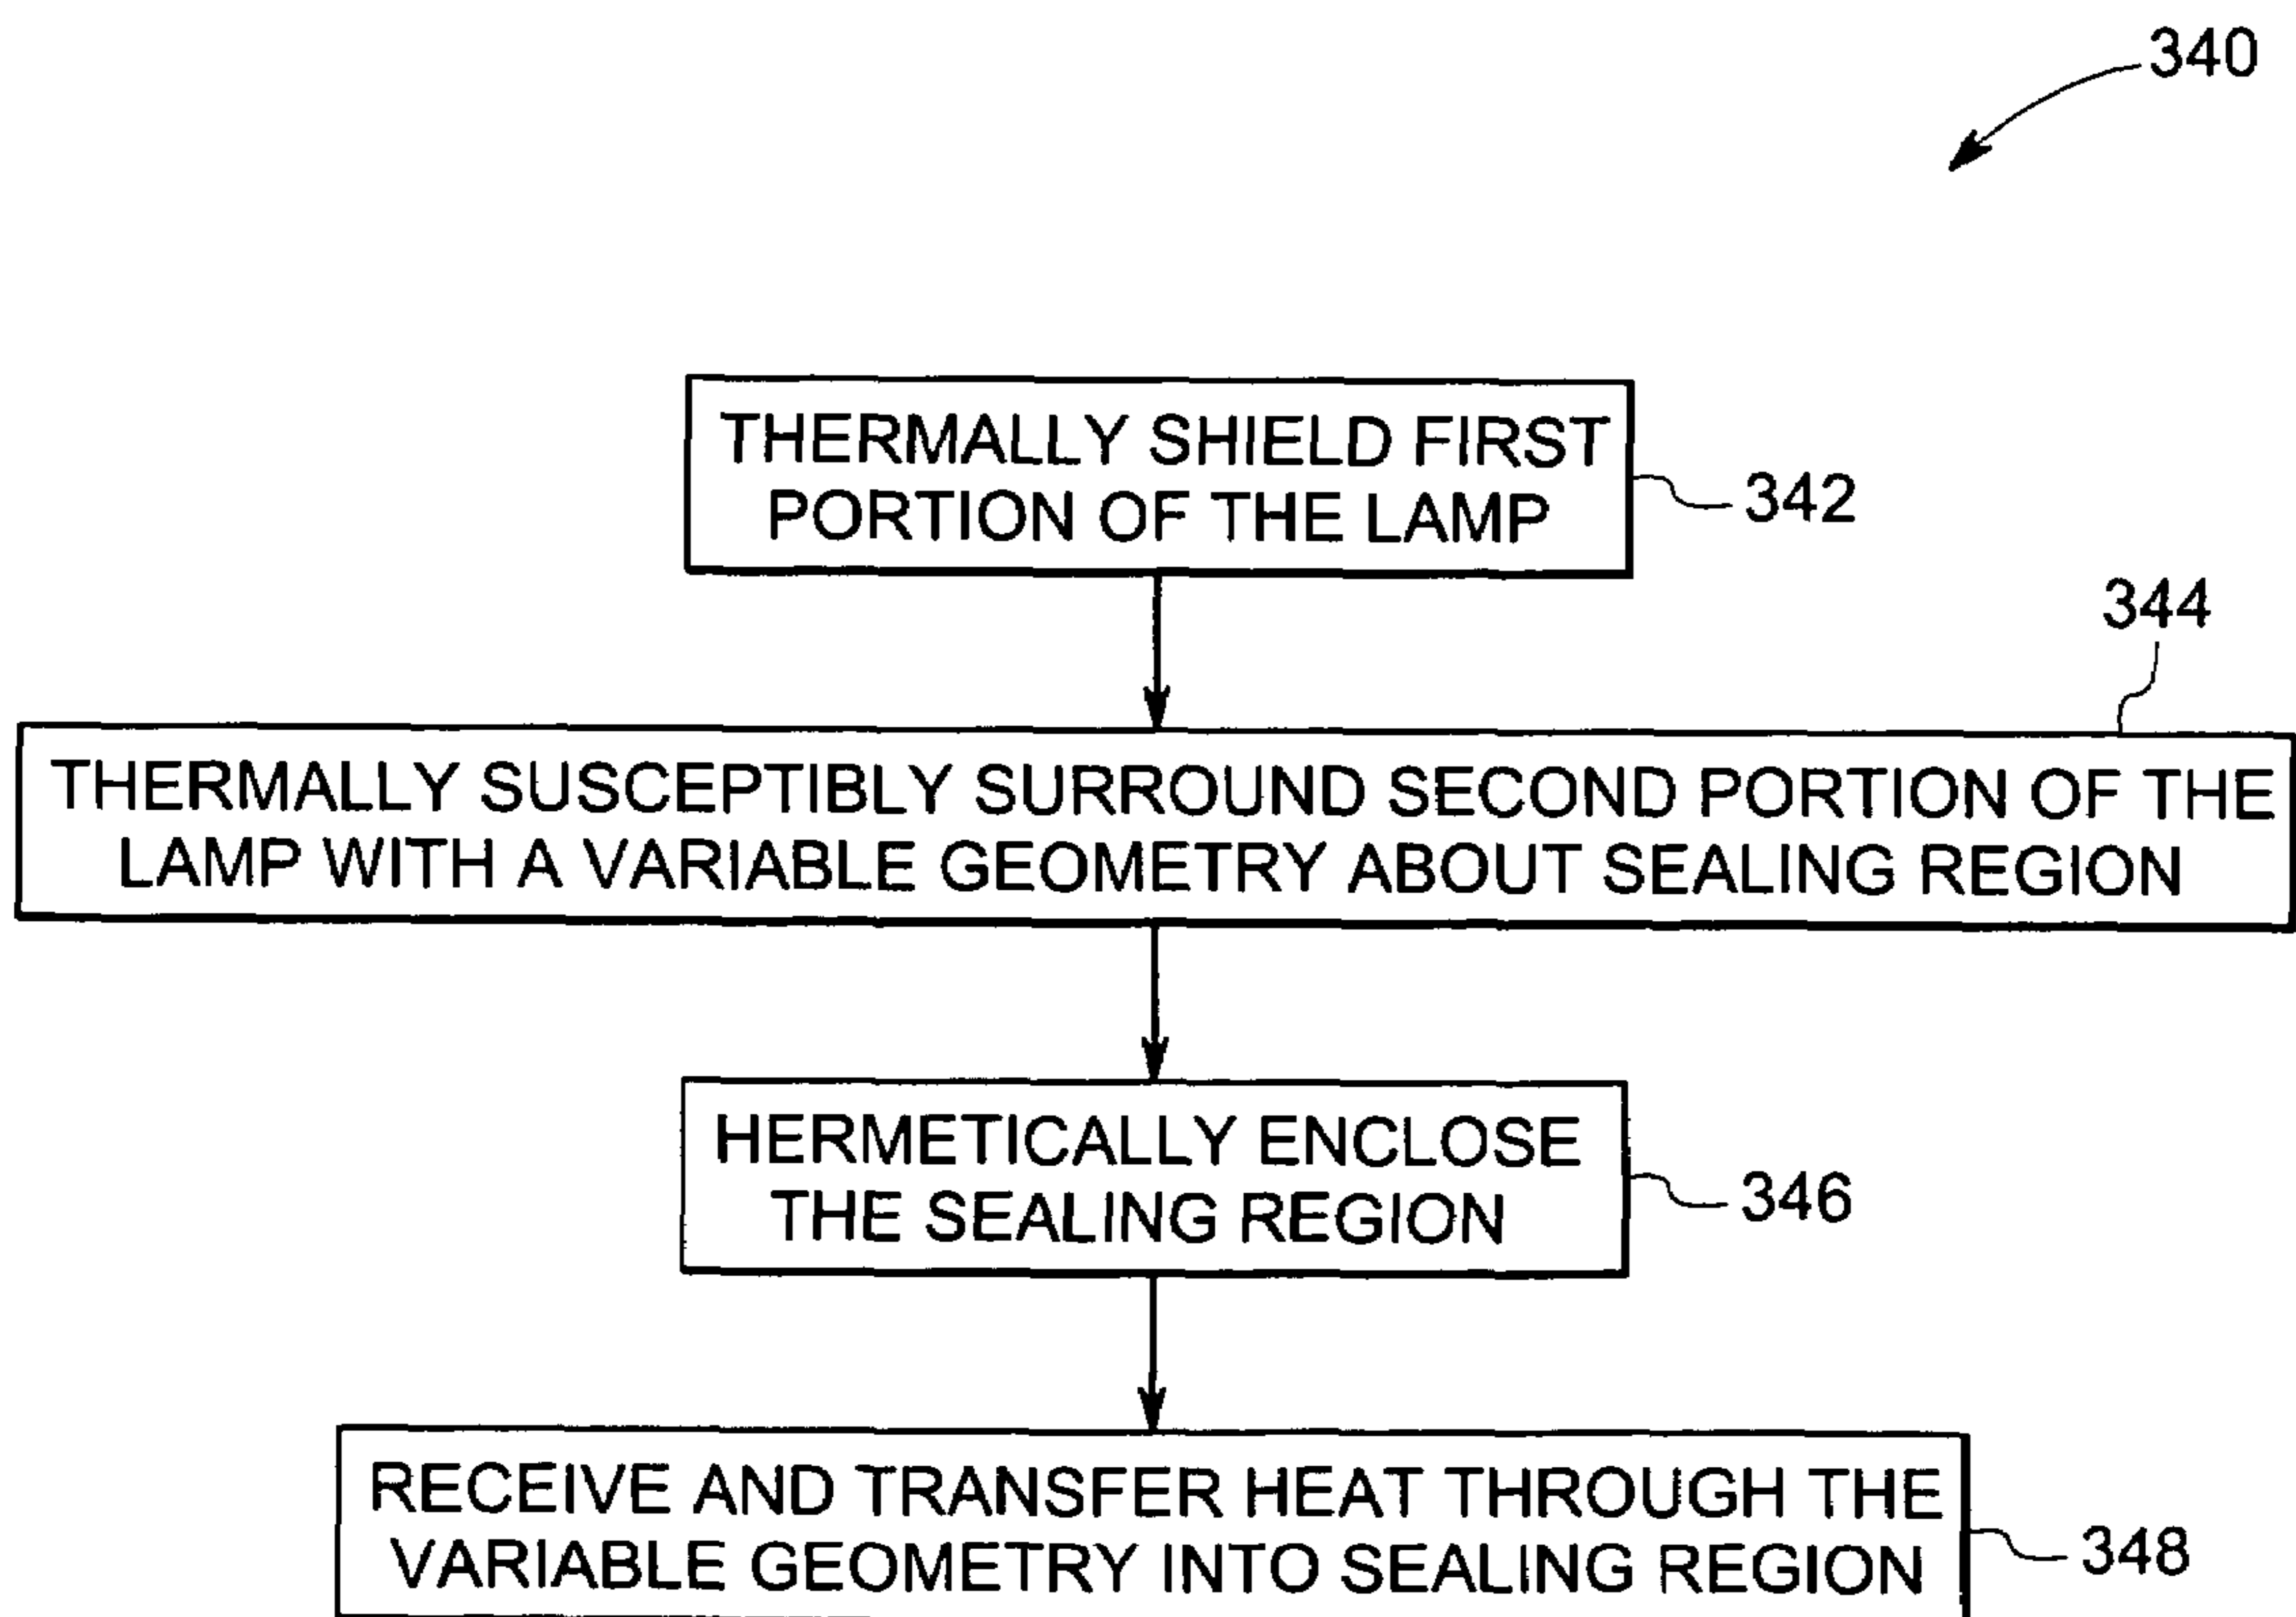 340
THERMALLY SHIELD FIRST
PORTION OF THE LAMP
342
344
THERMALLY SUSCEPTIBLY SURROUND SECOND PORTION OF THE
LAMP WITH A VARIABLE GEOMETRY ABOUT SEALING REGION
HERMETICALLY ENCLOSE
THE SEALING REGION
346
RECEIVE AND TRANSFER HEAT THROUGH THE
VARIABLE GEOMETRY INTO SEALING REGION
348